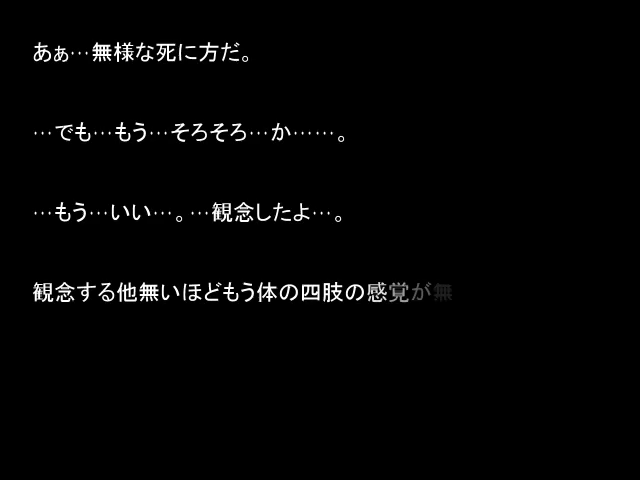 あぁ…無様な死に方だ。
…でも…もう…そろそろ…か……。
…もう…いい…。…観念したよ…。
観念する他無いほどもう体の四肢の感覚が無